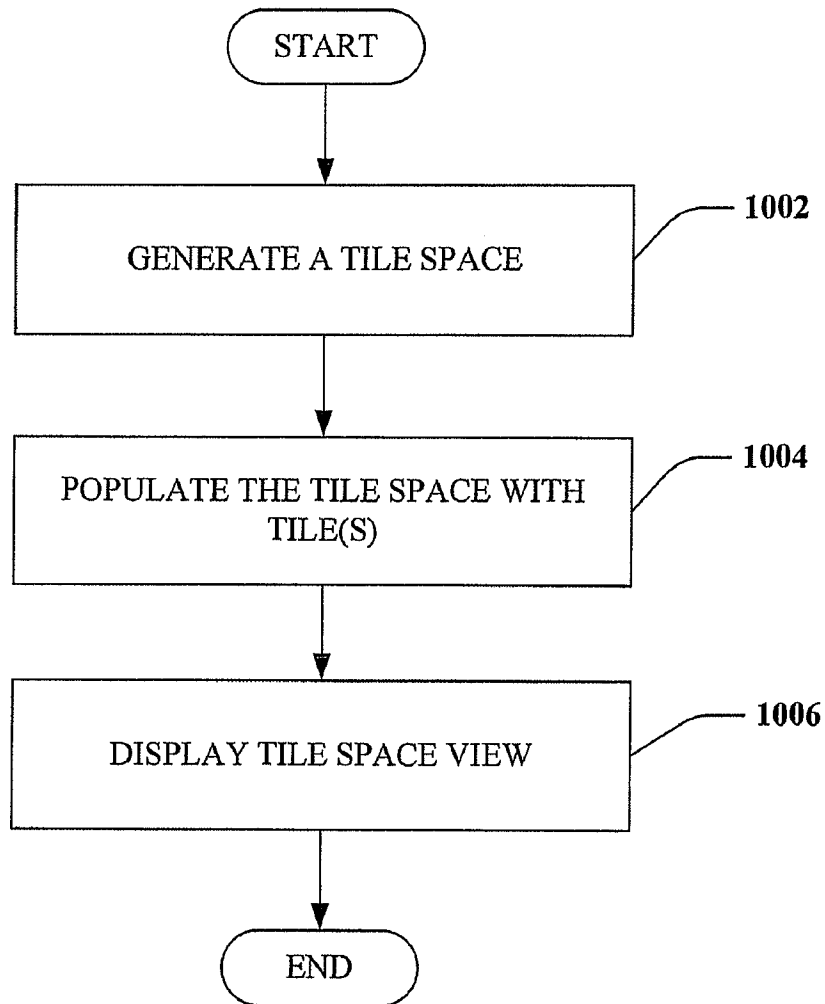 START
GENERATE A TILE SPACE
1002
POPULATE THE TILE SPACE WITH
TILE(S)
1004
DISPLAY TILE SPACE VIEW
1006
END